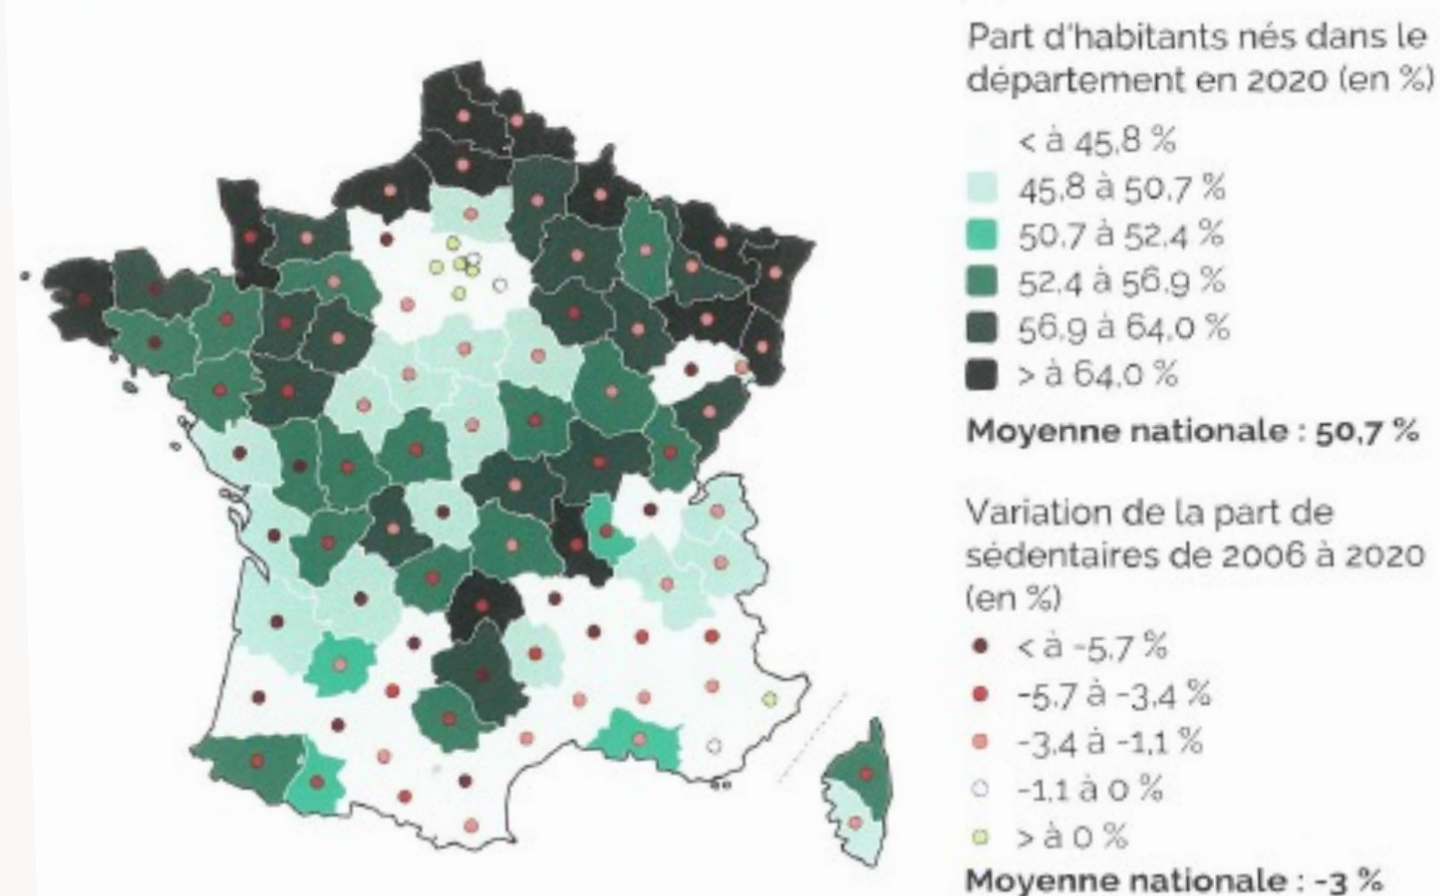 Part d'habitants nés dans le
département en 2020 (en %)
< à 45,8 %
45,8 à 50,7 %
50,7 à 52,4 %
52,4 à 56,9 %
56,9 à 64,0 %
> à 64,0 %
Moyenne nationale : 50,7 %
Variation de la part de
sédentaires de 2006 à 2020
(en %)
< à -5,7 %
-5,7 à -3,4 %
-3,4 à -1,1 %
-1,1 à 0 %
> à 0 %
Moyenne nationale : -3 %